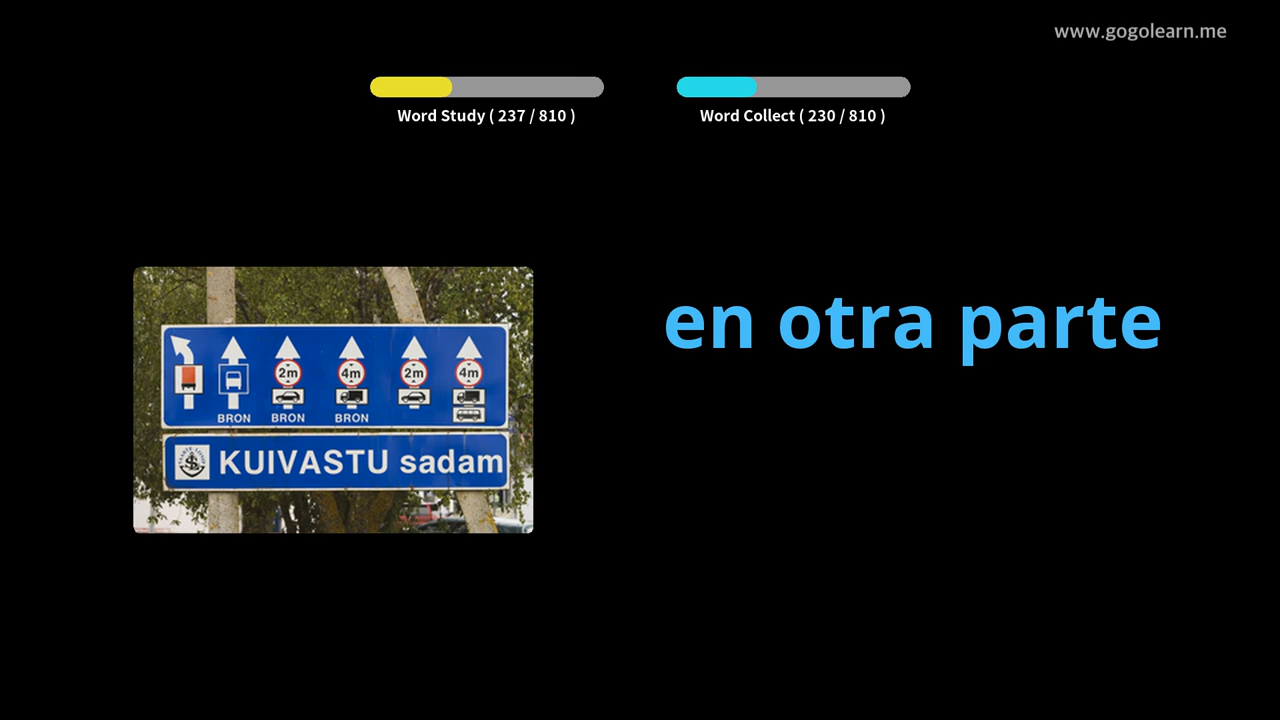 www.gogolearn.me
Word Study ( 237 / 810 )
Word Collect ( 230 / 810 )
en otra parte
2m
4m
2m
4m
BRON
BRON
BRON
KUIVASTU sadam